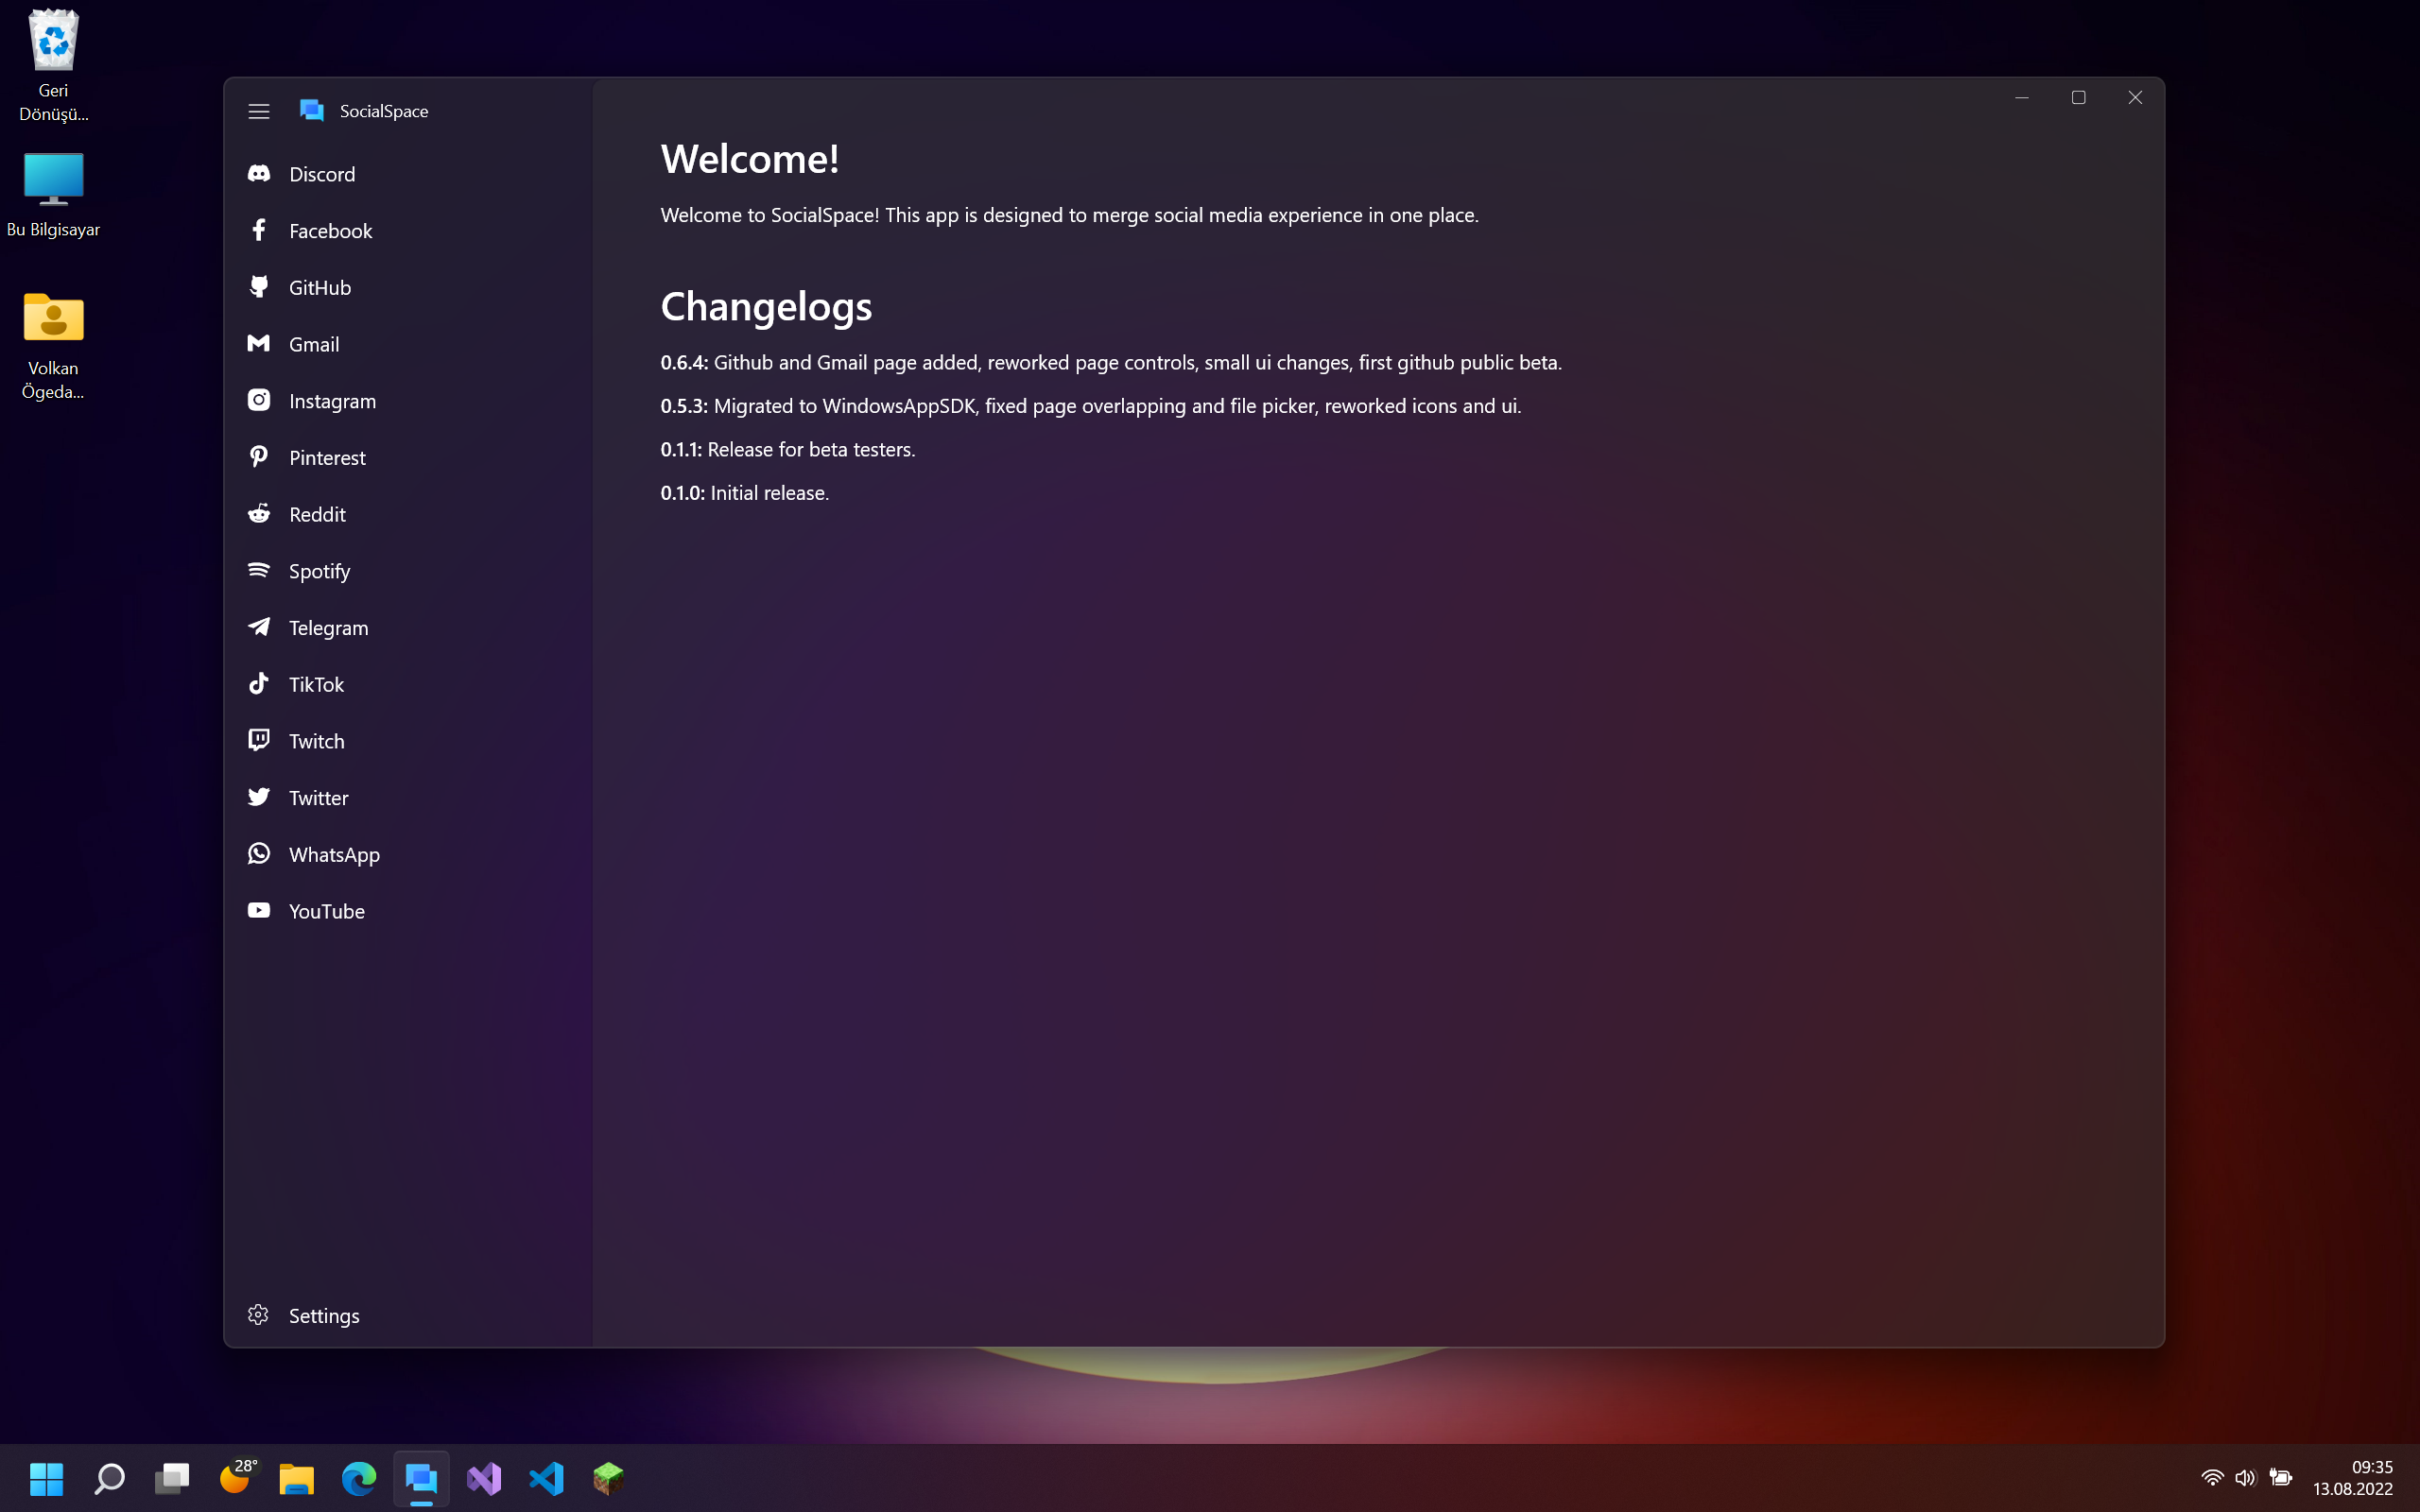 Geri
Dönüşü...
Bu Bilgisayar
Volkan
Ögeda...
SocialSpace
Discord
Facebook
GitHub
Gmail
Instagram
Pinterest
Reddit
Spotify
Telegram
TikTok
Twitch
Twitter
WhatsApp
YouTube
Settings
Welcome!
Welcome to SocialSpace! This app is designed to merge social media experience in one place.
Changelogs
0.6.4: Github and Gmail page added, reworked page controls, small ui changes, first github public beta.
0.5.3: Migrated to WindowsAppSDK, fixed page overlapping and file picker, reworked icons and ui.
0.1.1: Release for beta testers.
0.1.0: Initial release.
28°
09:35
13.08.2022